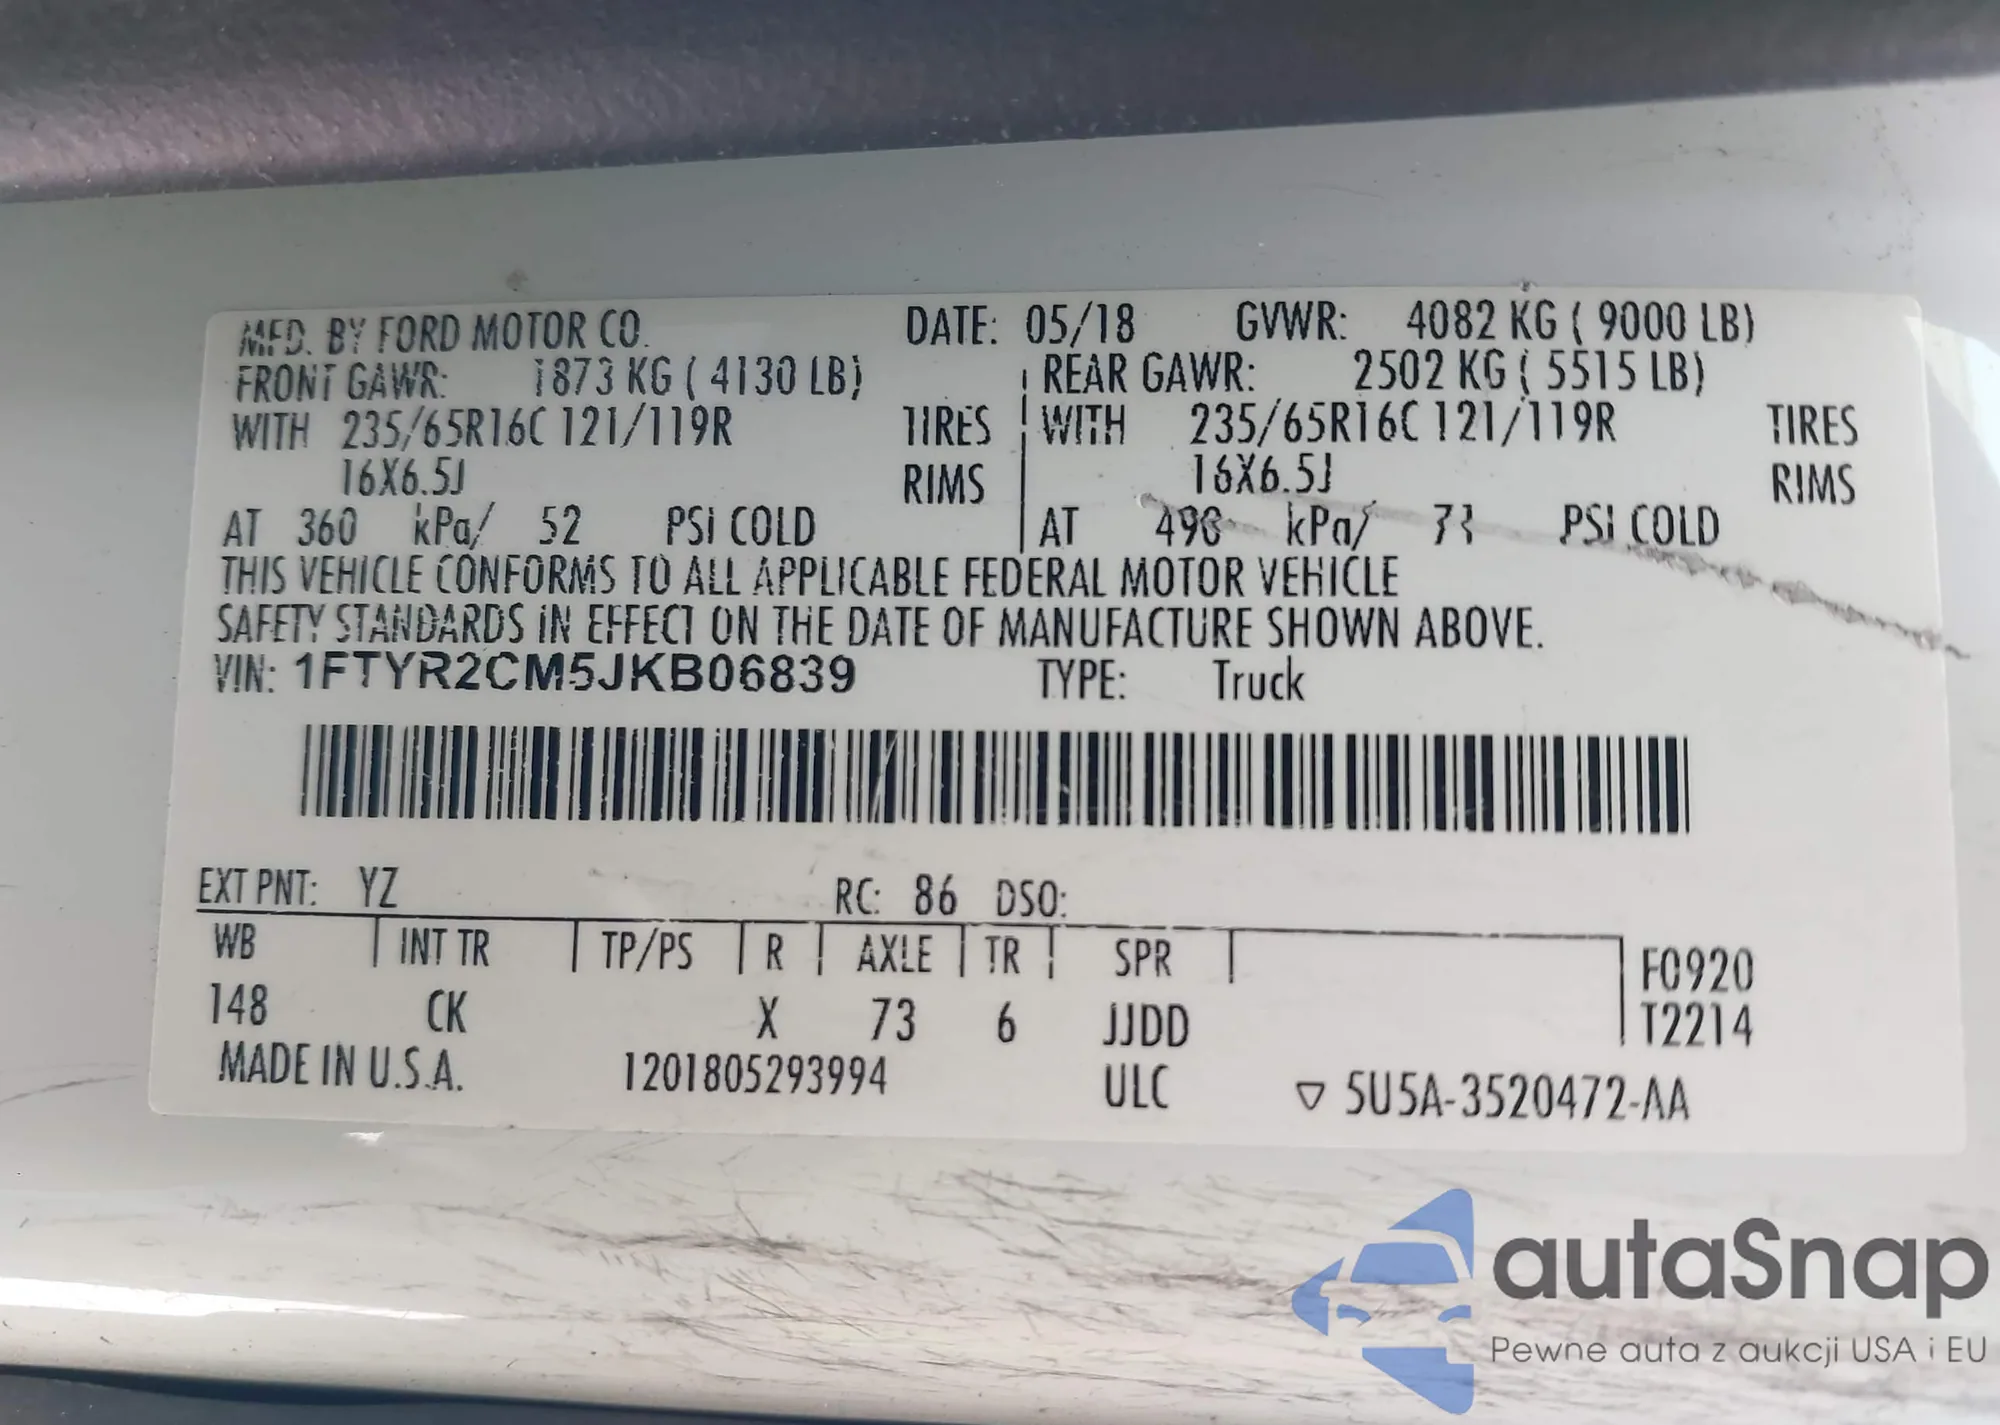 MFD. BY FORD MOTOR CO. DATE: 05/18 GVWR: 4082 KG ( 9000 LB)
FRONT GAWR: 1873 KG ( 4130 LB) REAR GAWR: 2502 KG ( 5515 LB)
WITH 235/65R16C 121/119R TIRES WITH 235/65R16C 121/119R TIRES
16X6.5J RIMS 16X6.5J RIMS
AT 360 kPa/ 52 PSI COLD AT kPa/ PSI COLD
THIS VEHICLE CONFORMS TO ALL APPLICABLE FEDERAL MOTOR VEHICLE
SAFETY STANDARDS IN EFFECT ON THE DATE OF MANUFACTURE SHOWN ABOVE.
VIN: 1FTYR2CM5JKB06839 TYPE: Truck
EXT PNT: YZ RC: 86 DSO:
WB INT TR TP/PS R AXLE TR SPR F0920
148 CK X 73 6 JJDD T2214
MADE IN U.S.A. 1201805293994 ULC ▽ 5U5A-3520472-AA
autaSnap
Pewne auta z aukcji USA i EU